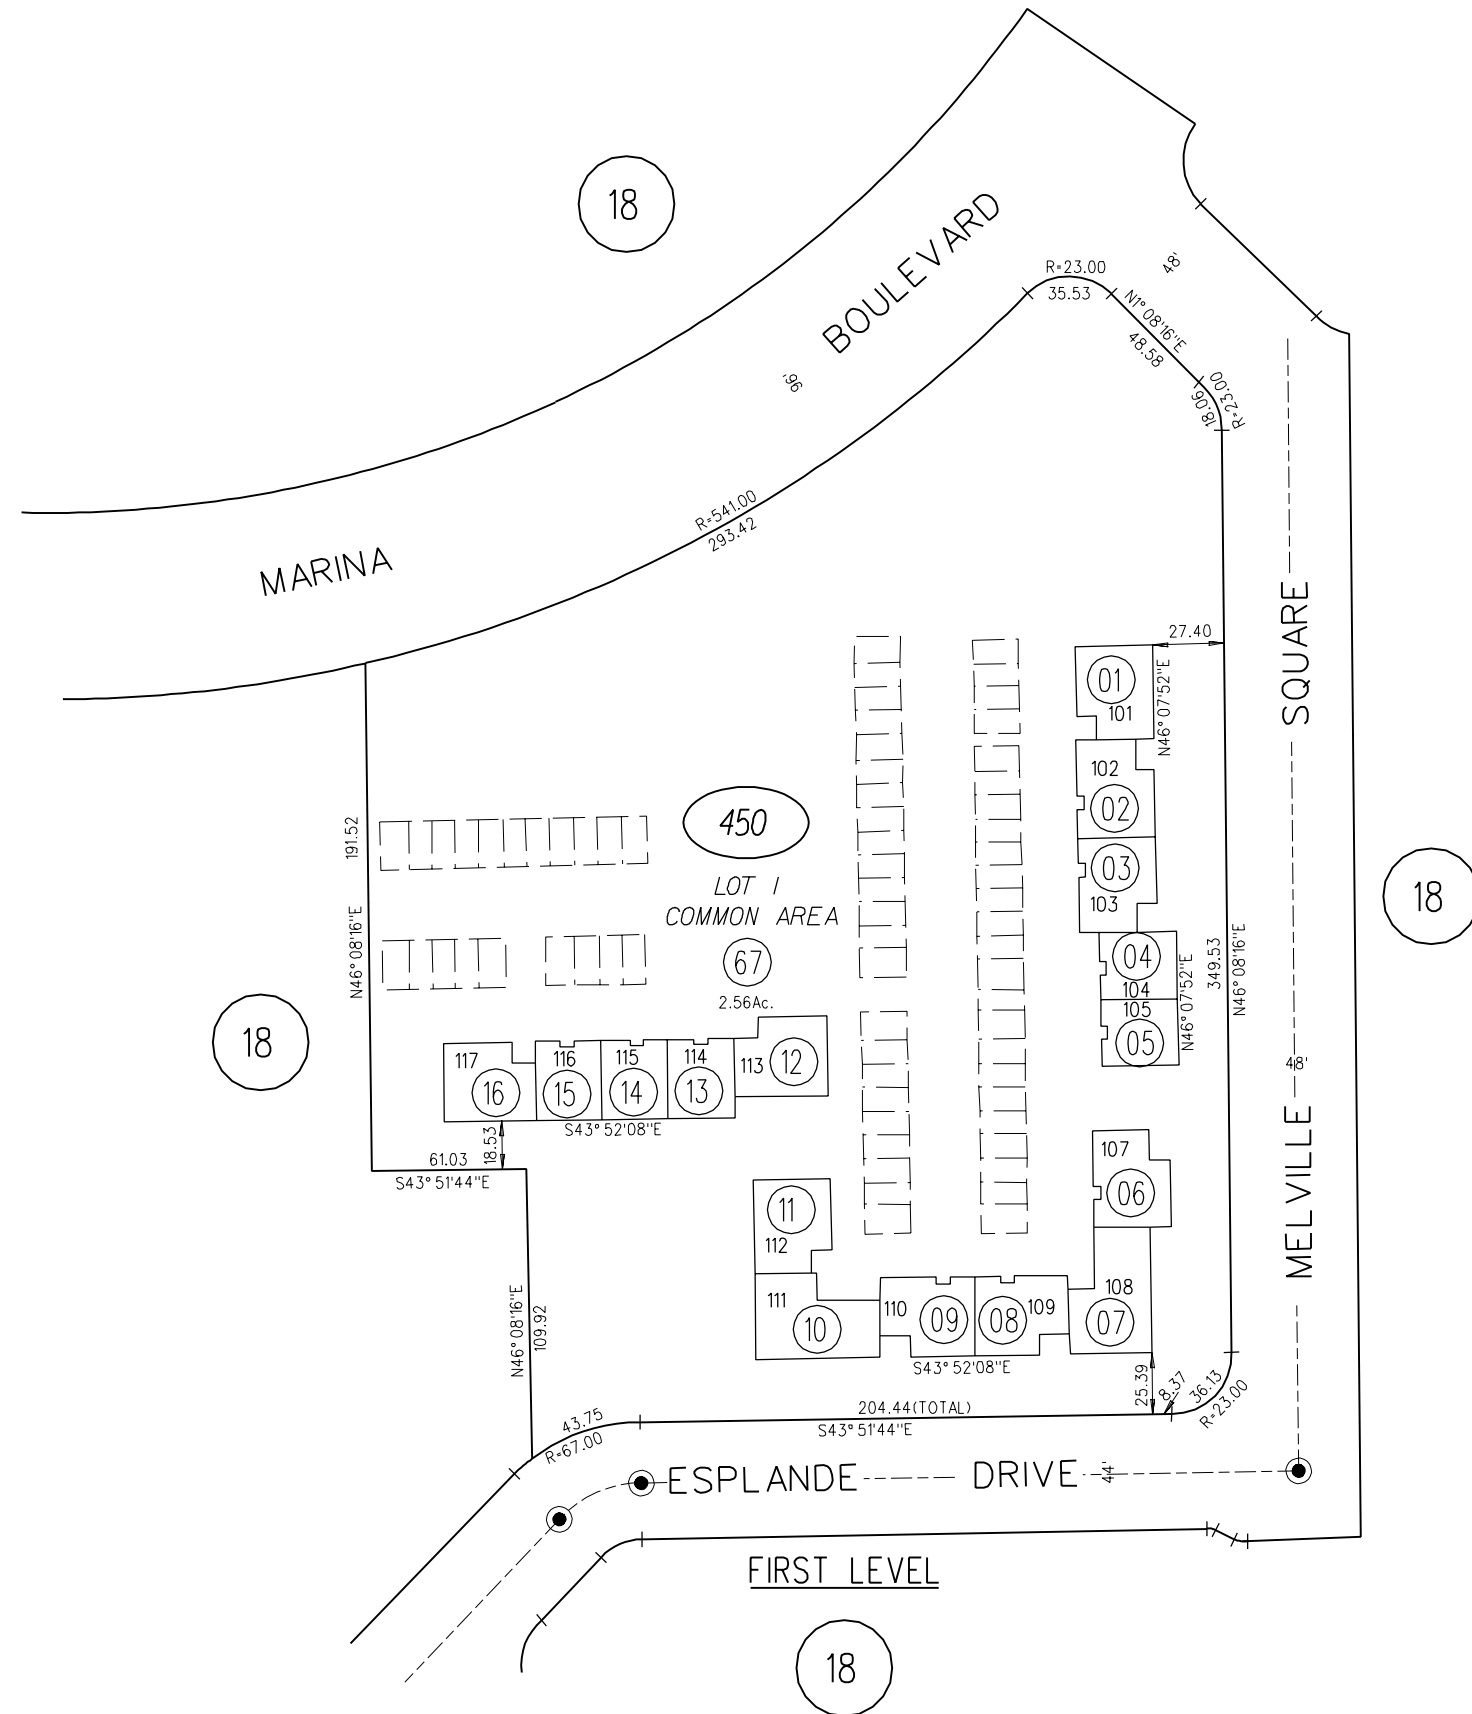 18
BOULEVARD
R=23.00
35.53
48'
N1°08'16"E
48.58
R=23.00
18.06
96'
R=541.00
293.42
MARINA
27.40
SQUARE
01
101
N46°07'52"E
102
02
03
103
191.52
450
LOT 1
COMMON AREA
67
2.56Ac.
18
N46°08'16"E
04
104
105
05
N46°07'52"E
349.53
N46°08'16"E
18
117
16
116
15
115
14
114
13
113
12
48'
S43°52'08"E
18.53
61.03
S43°51'44"E
MELVILLE
107
06
11
112
111
10
110
09
08
109
108
07
N46°08'16"E
109.92
S43°52'08"E
25.39
8.37
36.13
R=23.00
204.44(TOTAL)
S43°51'44"E
43.75
R=67.00
ESPLANDE DRIVE
44'
FIRST LEVEL
18